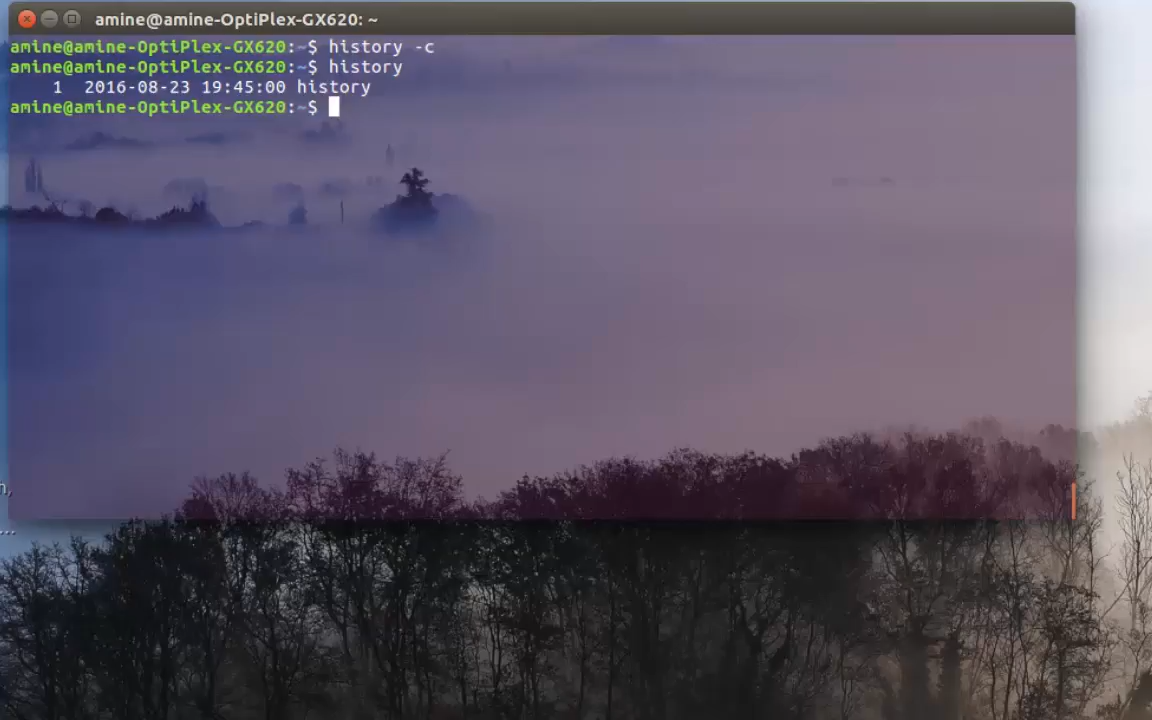 amine@amine-OptiPlex-GX620: ~
amine@amine-OptiPlex-GX620:~$ history -c
amine@amine-OptiPlex-GX620:~$ history
    1  2016-08-23 19:45:00 history
amine@amine-OptiPlex-GX620:~$
h,
...